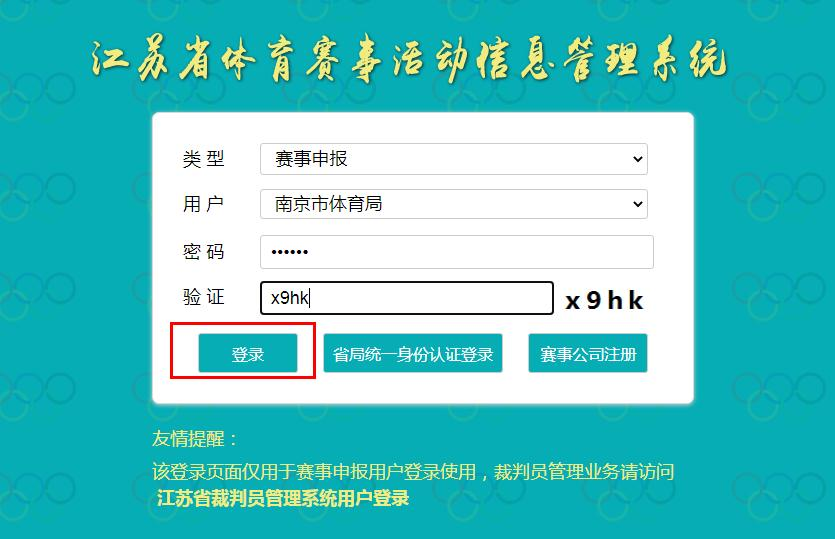 江苏省体育赛事活动信息管理系统
类 型 赛事申报
用 户 南京市体育局
密 码 ••••••
验 证 x9hk x9hk
登录 省局统一身份认证登录 赛事公司注册
友情提醒：
该登录页面仅用于赛事申报用户登录使用，裁判员管理业务请访问
江苏省裁判员管理系统用户登录